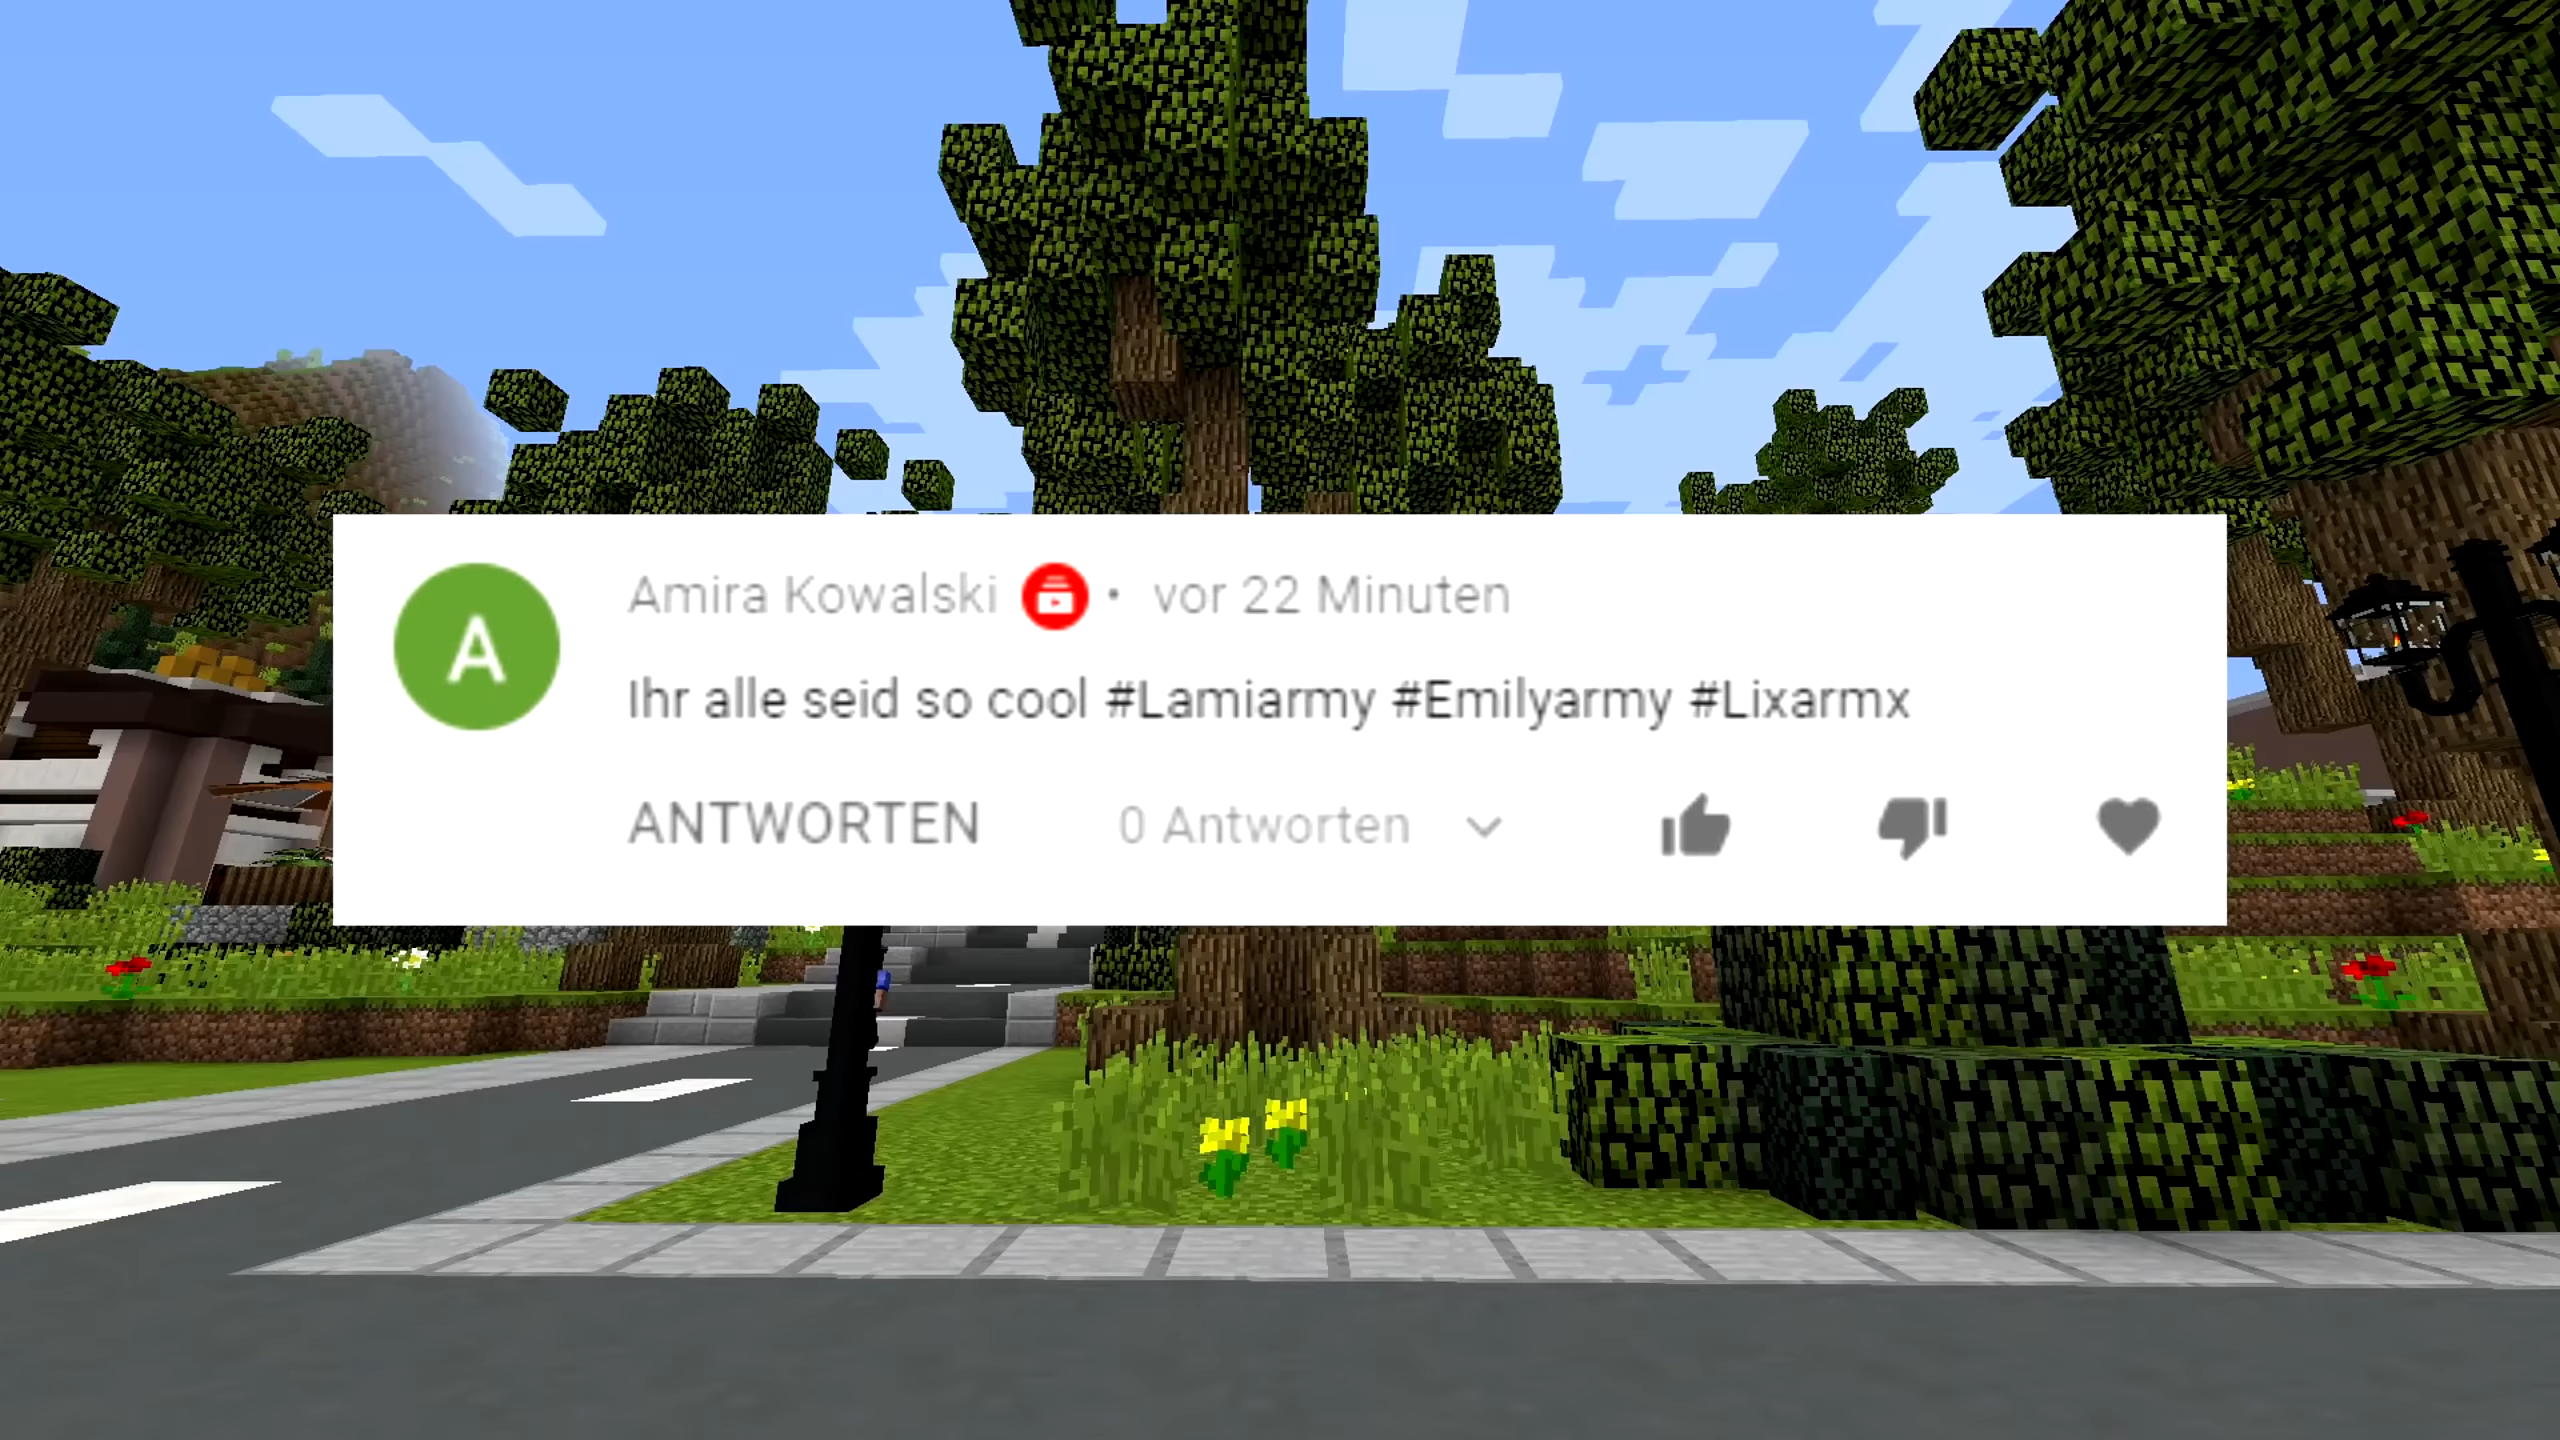 A
Amira Kowalski • vor 22 Minuten
Ihr alle seid so cool #Lamiarmy #Emilyarmy #Lixarmx
ANTWORTEN 0 Antworten